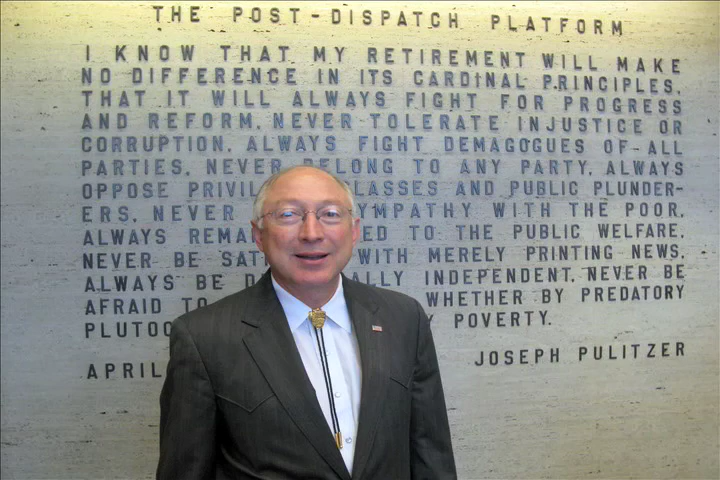 THE POST-DISPATCH PLATFORM
I KNOW THAT MY RETIREMENT WILL MAKE
NO DIFFERENCE IN ITS CARDINAL PRINCIPLES,
THAT IT WILL ALWAYS FIGHT FOR PROGRESS
AND REFORM, NEVER TOLERATE INJUSTICE OR
CORRUPTION, ALWAYS FIGHT DEMAGOGUES OF ALL
PARTIES, NEVER BELONG TO ANY PARTY, ALWAYS
OPPOSE PRIVIL LASSES AND PUBLIC PLUNDER-
ERS, NEVER YMPATHY WITH THE POOR,
ALWAYS REMA ED TO THE PUBLIC WELFARE,
NEVER BE SAT WITH MERELY PRINTING NEWS,
ALWAYS BE D ALLY INDEPENDENT, NEVER BE
AFRAID TO WHETHER BY PREDATORY
PLUTOC Y POVERTY.
APRIL JOSEPH PULITZER